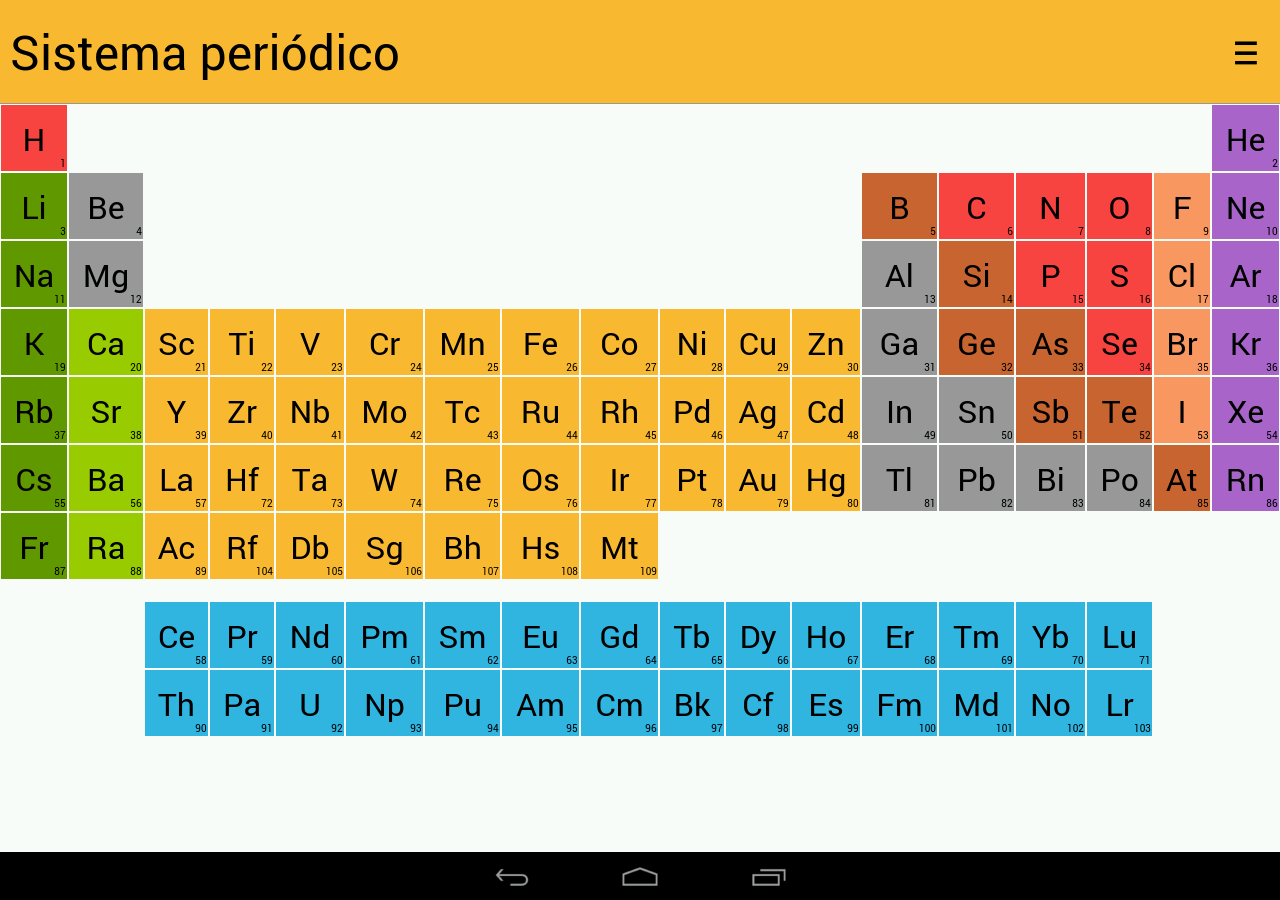 Sistema periódico ☰
H 1 He 2
Li 3 Be 4 B 5 C 6 N 7 O 8 F 9 Ne 10
Na 11 Mg 12 Al 13 Si 14 P 15 S 16 Cl 17 Ar 18
K 19 Ca 20 Sc 21 Ti 22 V 23 Cr 24 Mn 25 Fe 26 Co 27 Ni 28 Cu 29 Zn 30 Ga 31 Ge 32 As 33 Se 34 Br 35 Kr 36
Rb 37 Sr 38 Y 39 Zr 40 Nb 41 Mo 42 Tc 43 Ru 44 Rh 45 Pd 46 Ag 47 Cd 48 In 49 Sn 50 Sb 51 Te 52 I 53 Xe 54
Cs 55 Ba 56 La 57 Hf 72 Ta 73 W 74 Re 75 Os 76 Ir 77 Pt 78 Au 79 Hg 80 Tl 81 Pb 82 Bi 83 Po 84 At 85 Rn 86
Fr 87 Ra 88 Ac 89 Rf 104 Db 105 Sg 106 Bh 107 Hs 108 Mt 109
Ce 58 Pr 59 Nd 60 Pm 61 Sm 62 Eu 63 Gd 64 Tb 65 Dy 66 Ho 67 Er 68 Tm 69 Yb 70 Lu 71
Th 90 Pa 91 U 92 Np 93 Pu 94 Am 95 Cm 96 Bk 97 Cf 98 Es 99 Fm 100 Md 101 No 102 Lr 103